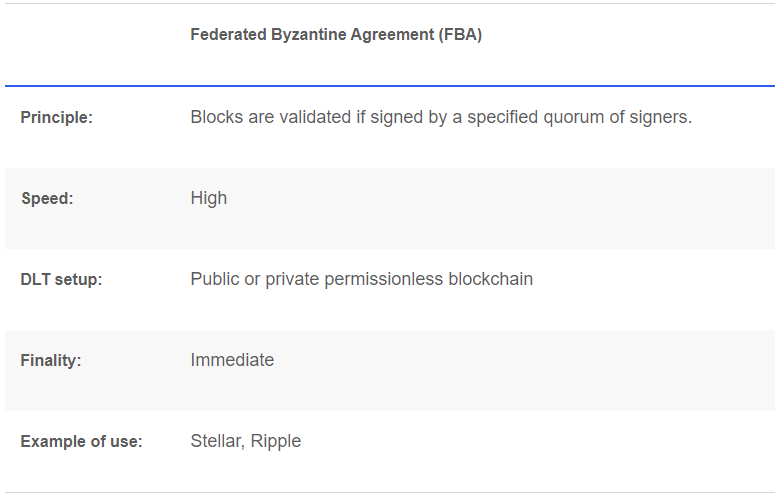 Federated Byzantine Agreement (FBA)
Principle: Blocks are validated if signed by a specified quorum of signers.
Speed: High
DLT setup: Public or private permissionless blockchain
Finality: Immediate
Example of use: Stellar, Ripple